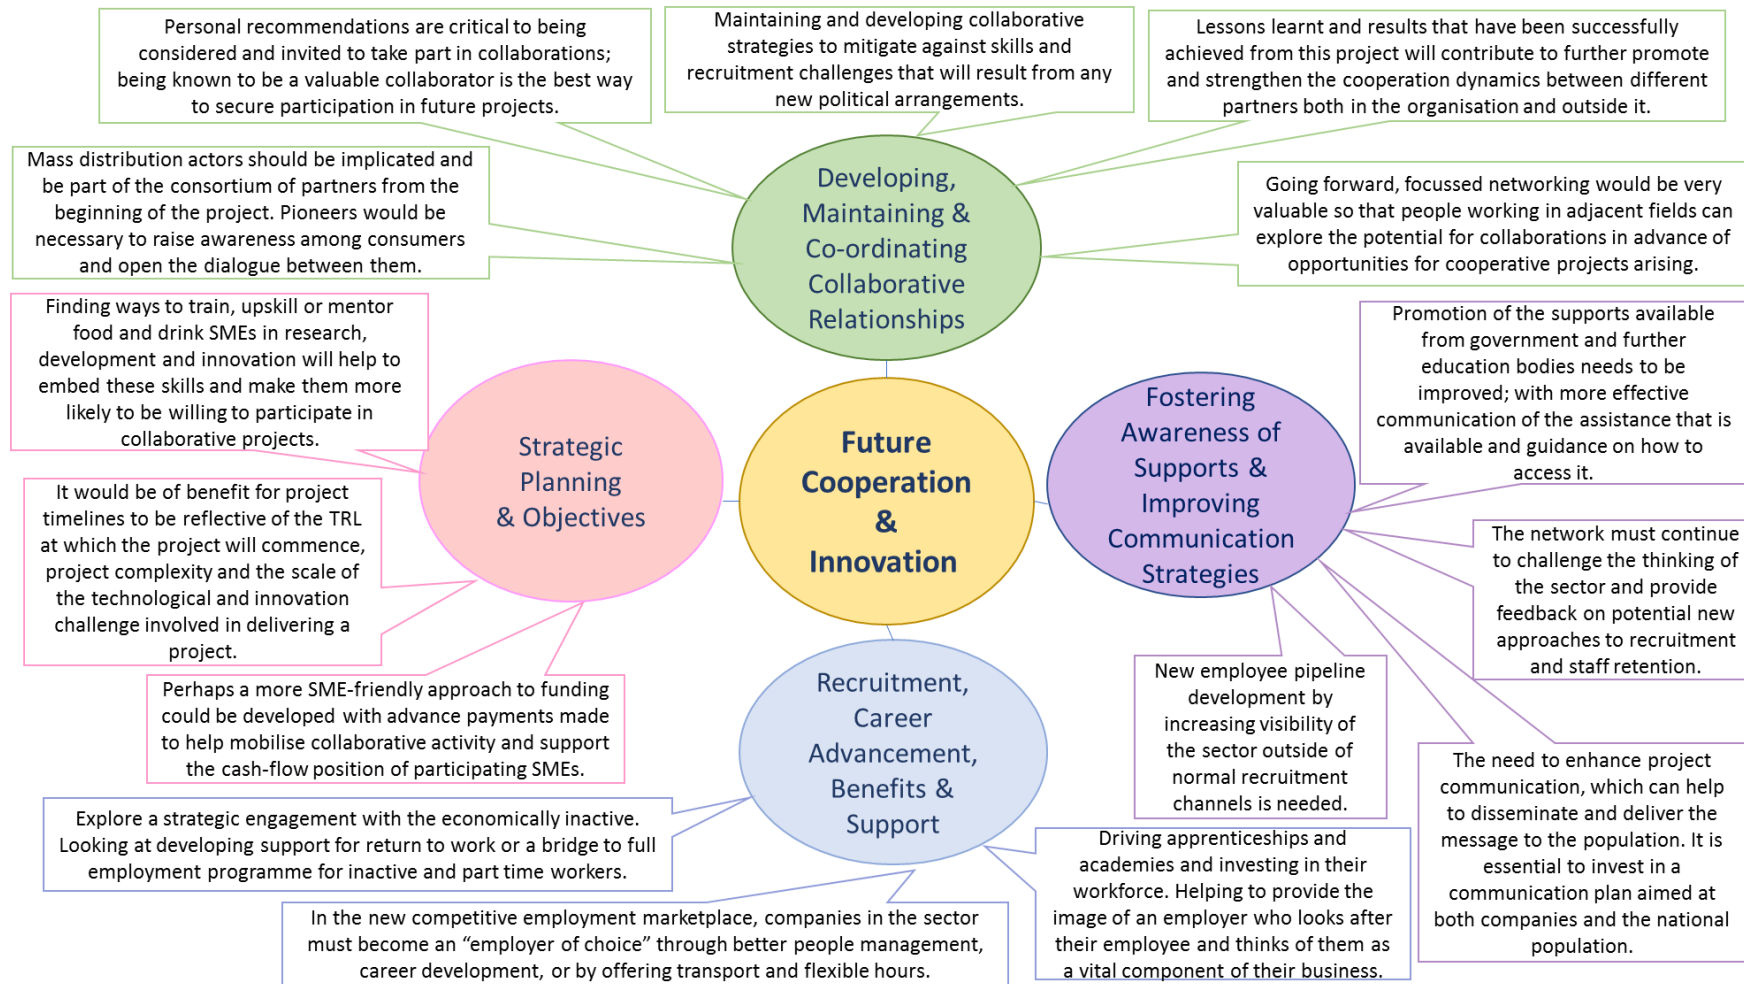 Personal recommendations are critical to being
considered and invited to take part in collaborations;
being known to be a valuable collaborator is the best way
to secure participation in future projects.
Maintaining and developing collaborative
strategies to mitigate against skills and
recruitment challenges that will result from any
new political arrangements.
Lessons learnt and results that have been successfully
achieved from this project will contribute to further promote
and strengthen the cooperation dynamics between different
partners both in the organisation and outside it.
Mass distribution actors should be implicated and
be part of the consortium of partners from the
beginning of the project. Pioneers would be
necessary to raise awareness among consumers
and open the dialogue between them.
Developing,
Maintaining &
Co-ordinating
Collaborative
Relationships
Going forward, focussed networking would be very
valuable so that people working in adjacent fields can
explore the potential for collaborations in advance of
opportunities for cooperative projects arising.
Finding ways to train, upskill or mentor
food and drink SMEs in research,
development and innovation will help to
embed these skills and make them more
likely to be willing to participate in
collaborative projects.
Strategic
Planning
& Objectives
Future
Cooperation
&
Innovation
Fostering
Awareness of
Supports &
Improving
Communication
Strategies
Promotion of the supports available
from government and further
education bodies needs to be
improved; with more effective
communication of the assistance that is
available and guidance on how to
access it.
It would be of benefit for project
timelines to be reflective of the TRL
at which the project will commence,
project complexity and the scale of
the technological and innovation
challenge involved in delivering a
project.
The network must continue
to challenge the thinking of
the sector and provide
feedback on potential new
approaches to recruitment
and staff retention.
Perhaps a more SME-friendly approach to funding
could be developed with advance payments made
to help mobilise collaborative activity and support
the cash-flow position of participating SMEs.
Recruitment,
Career
Advancement,
Benefits &
Support
New employee pipeline
development by
increasing visibility of
the sector outside of
normal recruitment
channels is needed.
The need to enhance project
communication, which can help
to disseminate and deliver the
message to the population. It is
essential to invest in a
communication plan aimed at
both companies and the national
population.
Explore a strategic engagement with the economically inactive.
Looking at developing support for return to work or a bridge to full
employment programme for inactive and part time workers.
Driving apprenticeships and
academies and investing in their
workforce. Helping to provide the
image of an employer who looks after
their employee and thinks of them as
a vital component of their business.
In the new competitive employment marketplace, companies in the sector
must become an “employer of choice” through better people management,
career development, or by offering transport and flexible hours.